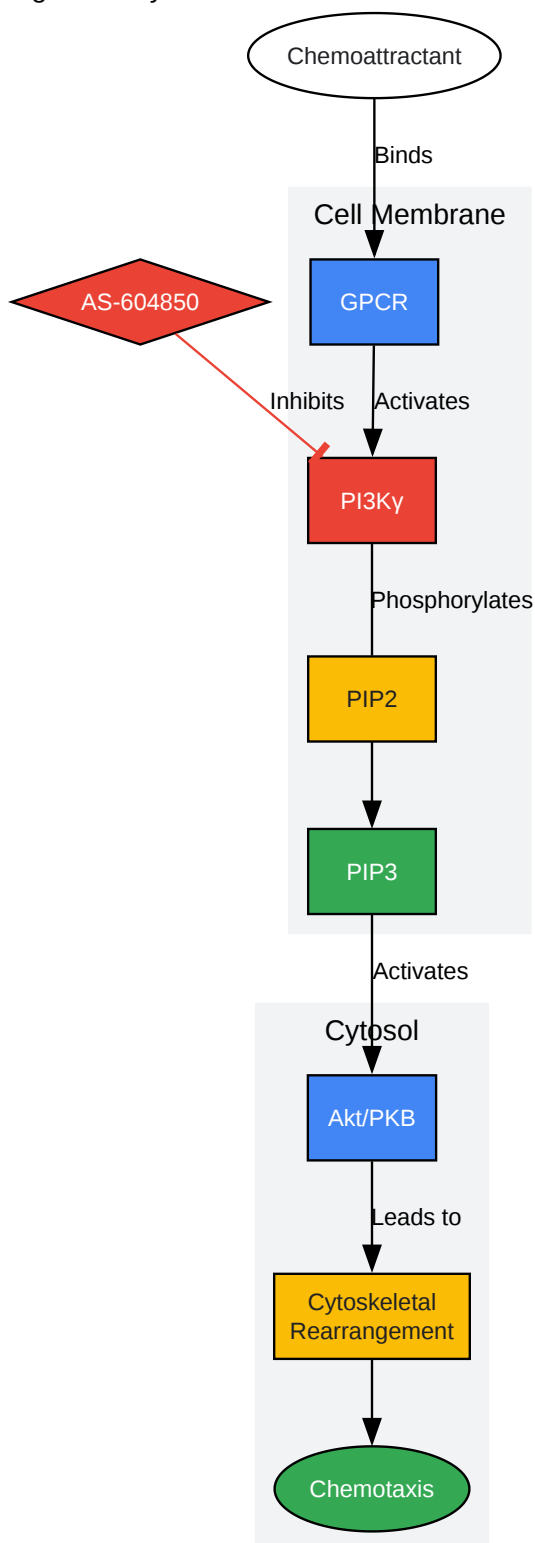 Chemoattractant
Binds
Cell Membrane
AS-604850
GPCR
Inhibits
Activates
PI3Kγ
Phosphorylates
PIP2
PIP3
Activates
Cytosol
Akt/PKB
Leads to
Cytoskeletal
Rearrangement
Chemotaxis